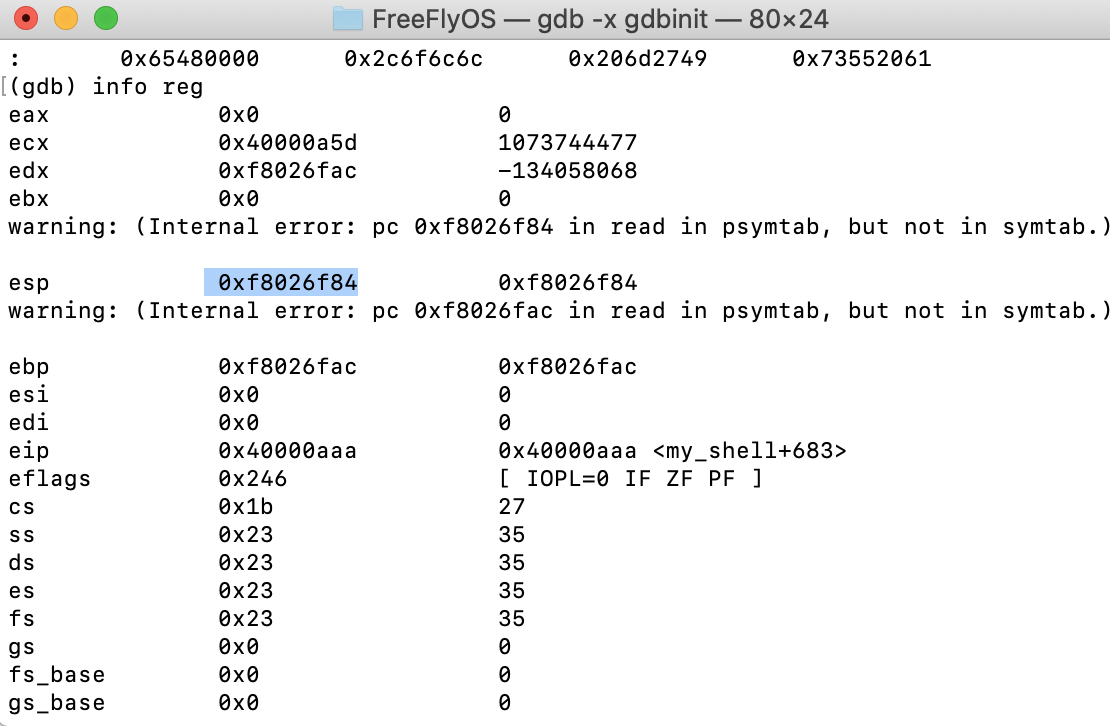 FreeFlyOS — gdb -x gdbinit — 80×24
: 0x65480000 0x2c6f6c6c 0x206d2749 0x73552061
[(gdb) info reg
eax 0x0 0
ecx 0x40000a5d 1073744477
edx 0xf8026fac -134058068
ebx 0x0 0
warning: (Internal error: pc 0xf8026f84 in read in psymtab, but not in symtab.)
esp 0xf8026f84 0xf8026f84
warning: (Internal error: pc 0xf8026fac in read in psymtab, but not in symtab.)
ebp 0xf8026fac 0xf8026fac
esi 0x0 0
edi 0x0 0
eip 0x40000aaa 0x40000aaa <my_shell+683>
eflags 0x246 [ IOPL=0 IF ZF PF ]
cs 0x1b 27
ss 0x23 35
ds 0x23 35
es 0x23 35
fs 0x23 35
gs 0x0 0
fs_base 0x0 0
gs_base 0x0 0